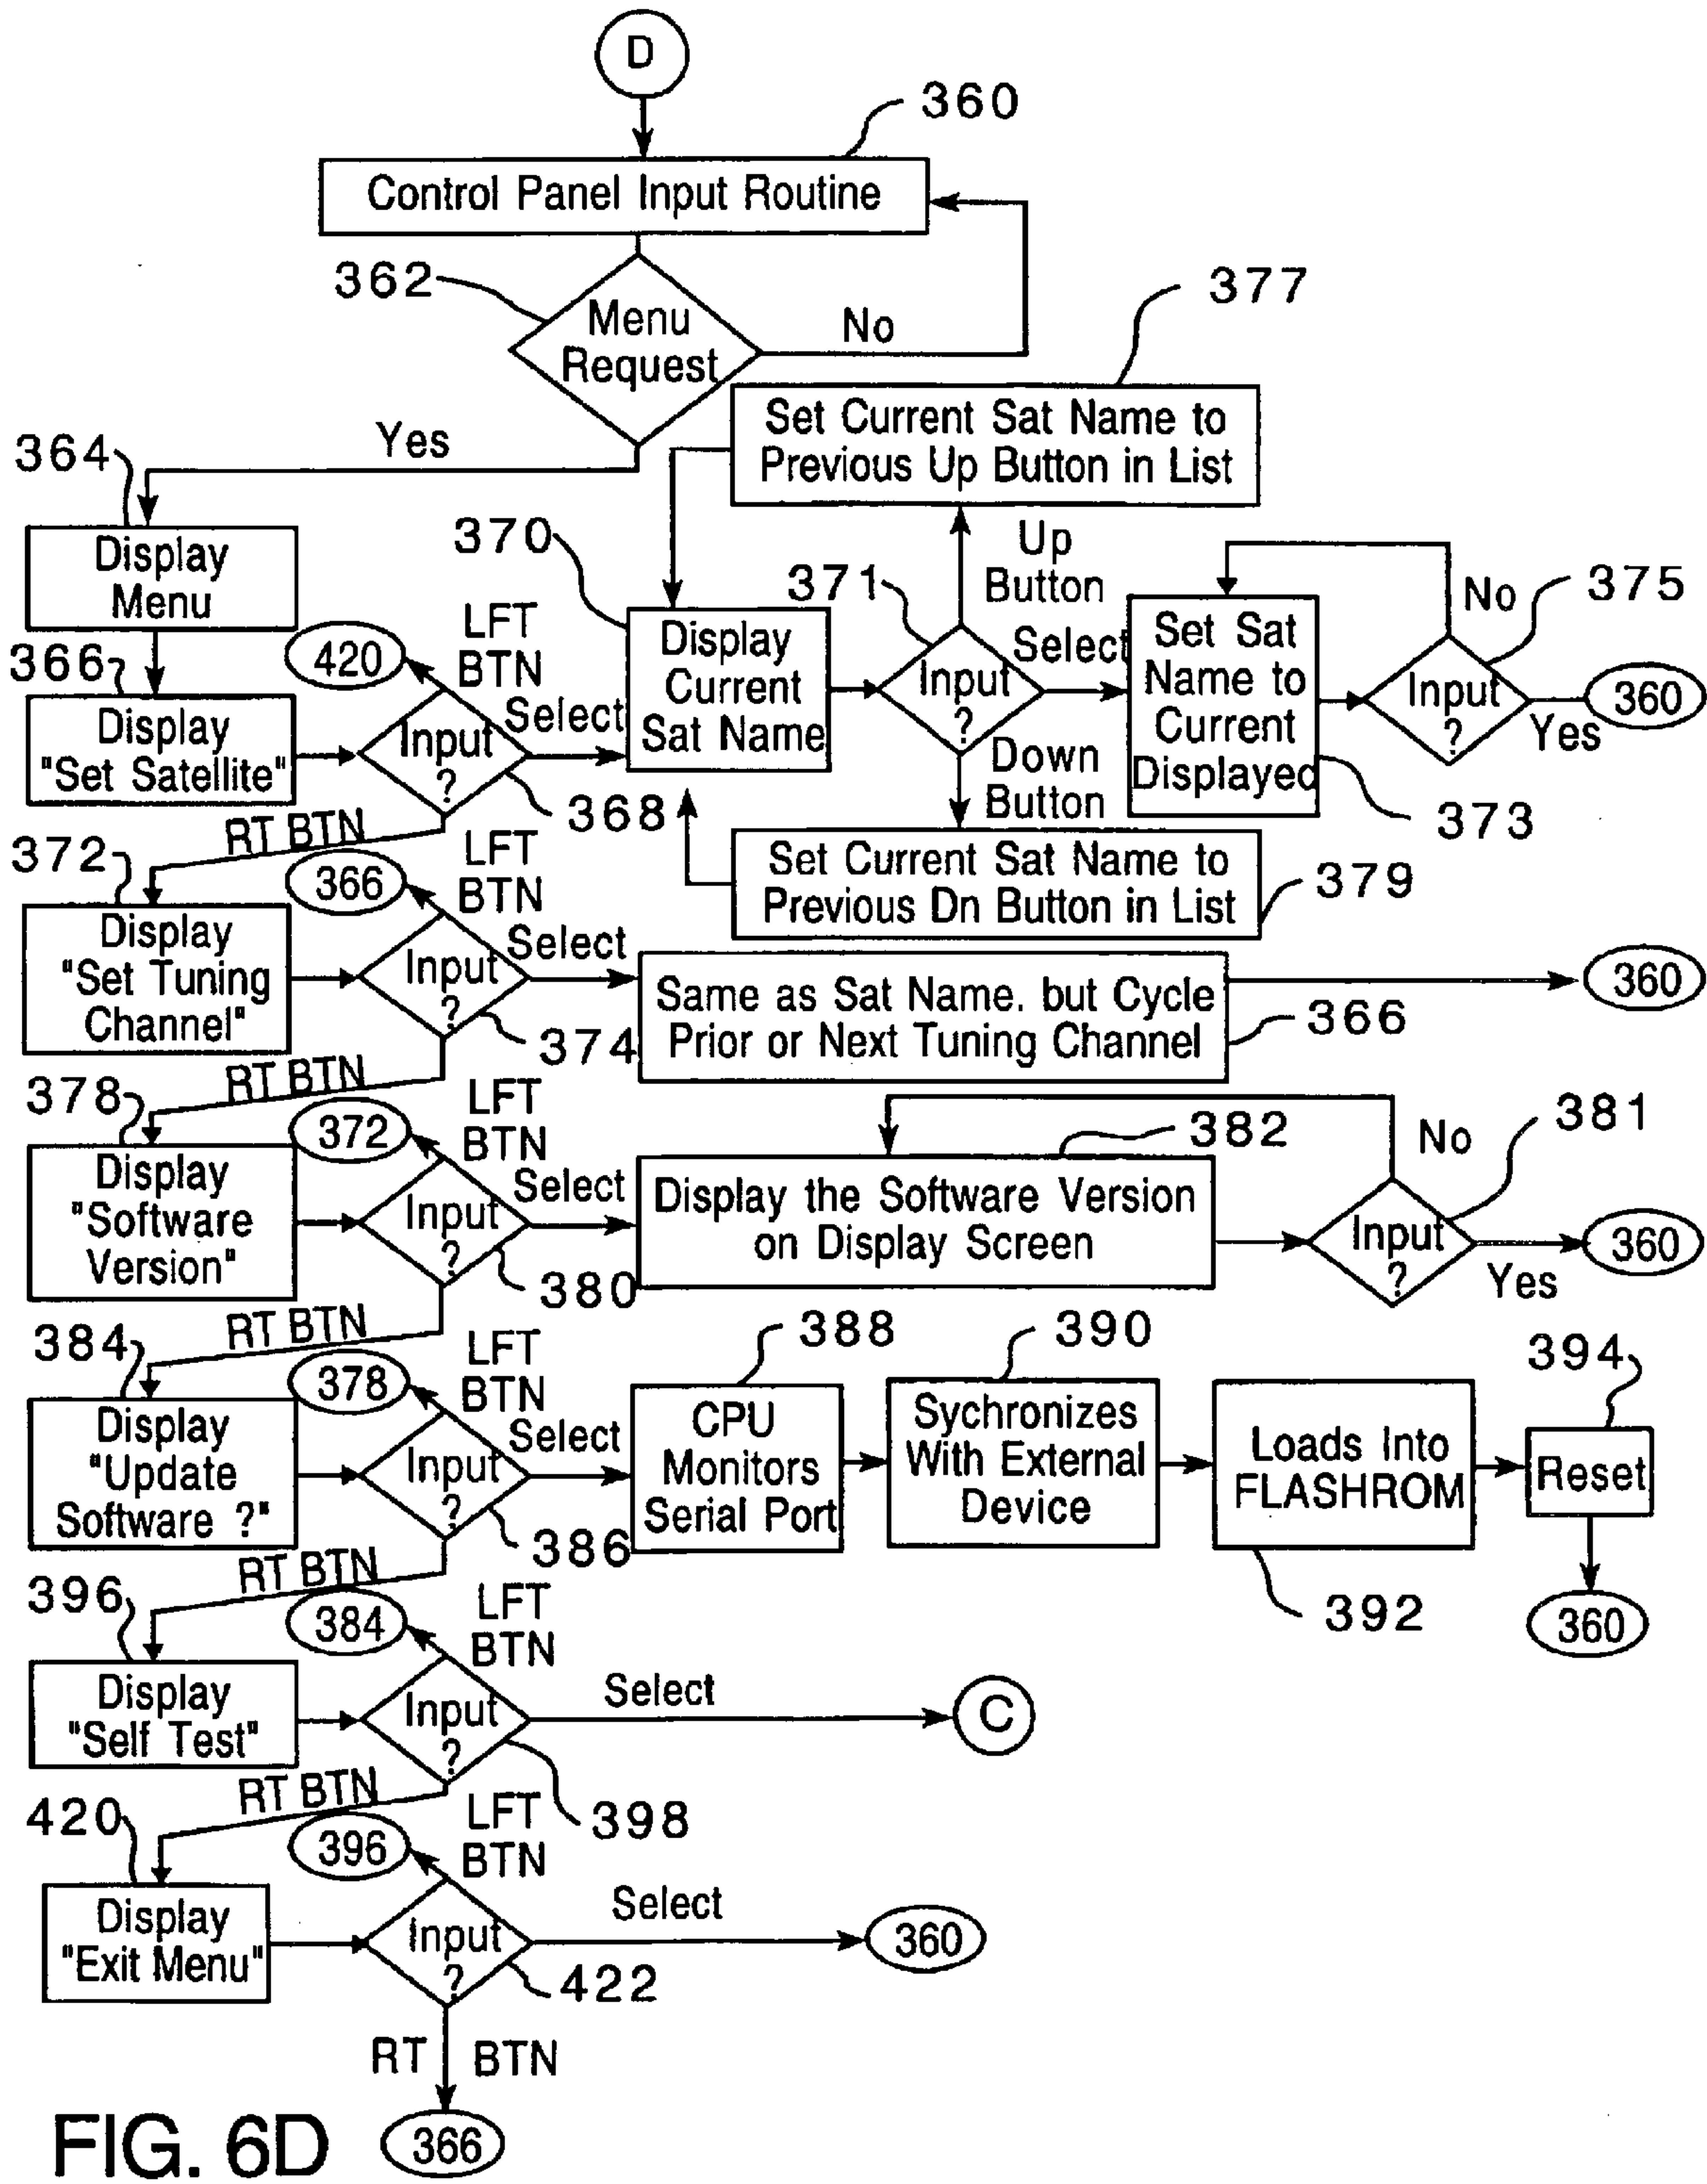 D
360
Control Panel Input Routine
362
Menu
Request
No
377
Set Current Sat Name to
Previous Up Button in List
Yes
364
Display
Menu
370
Display
Current
Sat Name
371
Input
?
Up
Button
Select
Down
Button
Set Sat
Name to
Current
Displayed
373
No
375
Input
?
Yes
360
366
Display
"Set Satellite"
420
LFT
BTN
Select
Input
?
368
RT BTN
Set Current Sat Name to
Previous Dn Button in List
379
372
Display
"Set Tuning
Channel"
366
LFT
BTN
Select
Input
?
374
Same as Sat Name. but Cycle
Prior or Next Tuning Channel
366
360
RT BTN
378
Display
"Software
Version"
372
LFT
BTN
Select
Input
?
380
382
Display the Software Version
on Display Screen
No
381
Input
?
Yes
360
RT BTN
384
Display
"Update
Software ?"
378
LFT
BTN
Select
Input
?
386
388
CPU
Monitors
Serial Port
390
Sychronizes
With External
Device
Loads Into
FLASHROM
392
394
Reset
360
RT BTN
396
Display
"Self Test"
384
LFT
BTN
Select
Input
?
398
C
RT BTN
420
Display
"Exit Menu"
396
LFT
BTN
Select
Input
?
422
360
RT BTN
366
FIG. 6D